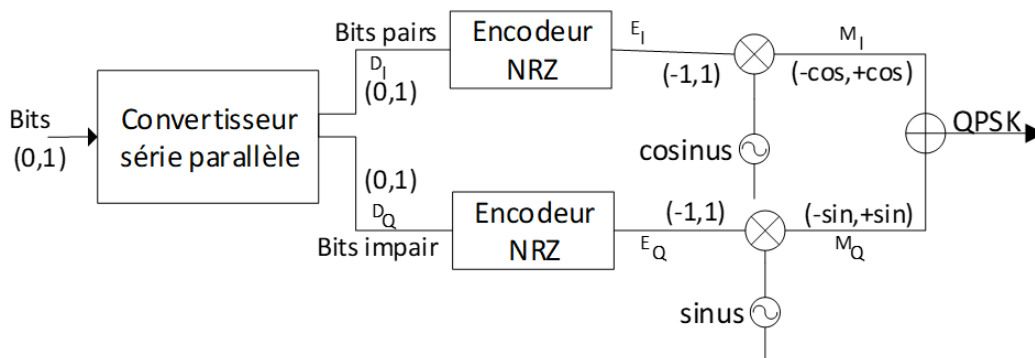 Bits
(0,1)
Convertisseur
série parallèle
Bits pairs
D_I
(0,1)
Encodeur
NRZ
E_I
(-1,1)
M_I
(-cos,+cos)
cosinus
QPSK
(0,1)
D_Q
Bits impair
Encodeur
NRZ
(-1,1)
E_Q
(-sin,+sin)
M_Q
sinus